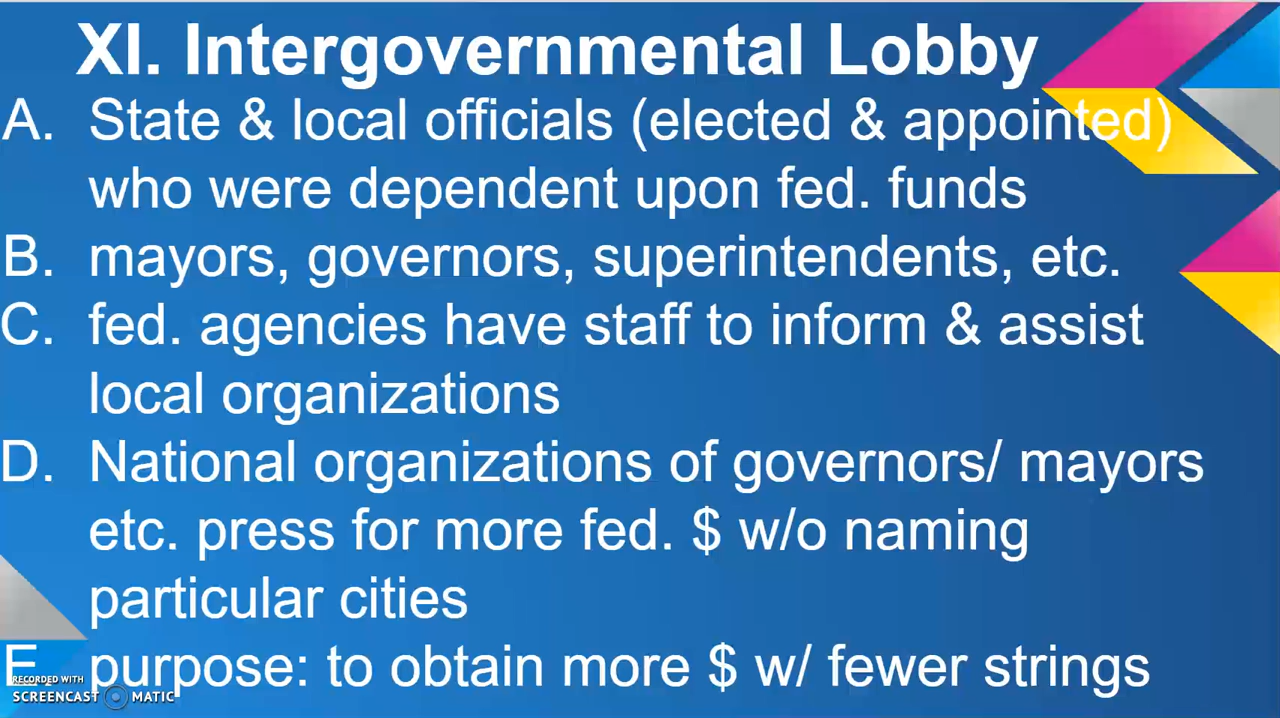 XI. Intergovernmental Lobby
A. State & local officials (elected & appointed)
who were dependent upon fed. funds
B. mayors, governors, superintendents, etc.
C. fed. agencies have staff to inform & assist
local organizations
D. National organizations of governors/ mayors
etc. press for more fed. $ w/o naming
particular cities
E. purpose: to obtain more $ w/ fewer strings
RECORDED WITH
SCREENCAST MATIC